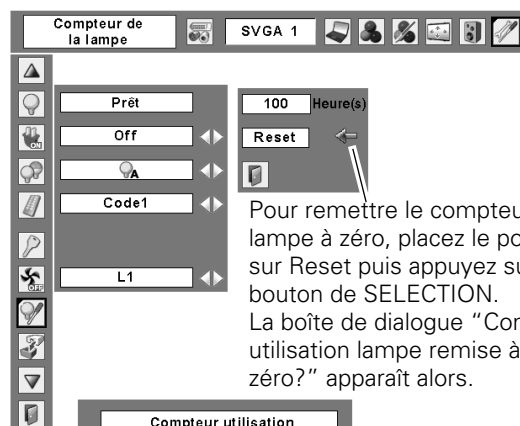 Compteur de
la lampe
SVGA 1
ON
Prêt
100 Heure(s)
Off
Reset
A
Code1
OFF
L1
Pour remettre le compteu
lampe à zéro, placez le po
sur Reset puis appuyez su
bouton de SELECTION.
La boîte de dialogue “Con
utilisation lampe remise à
zéro?” apparaît alors.
Compteur utilisation